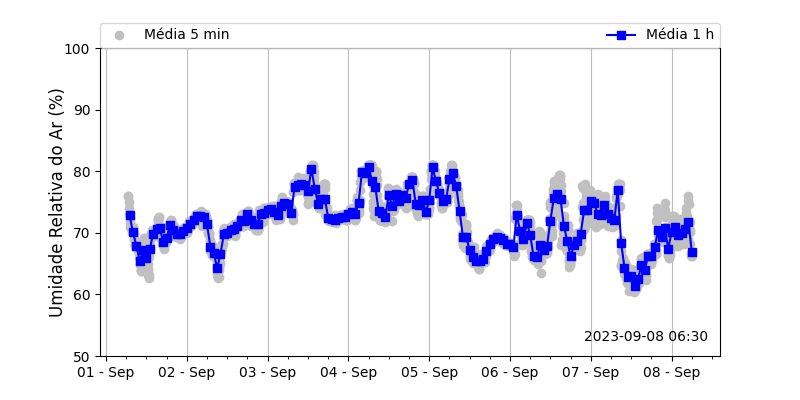 Média 5 min
Média 1 h
Umidade Relativa do Ar (%)
100
90
80
70
60
50
2023-09-08 06:30
01 - Sep
02 - Sep
03 - Sep
04 - Sep
05 - Sep
06 - Sep
07 - Sep
08 - Sep